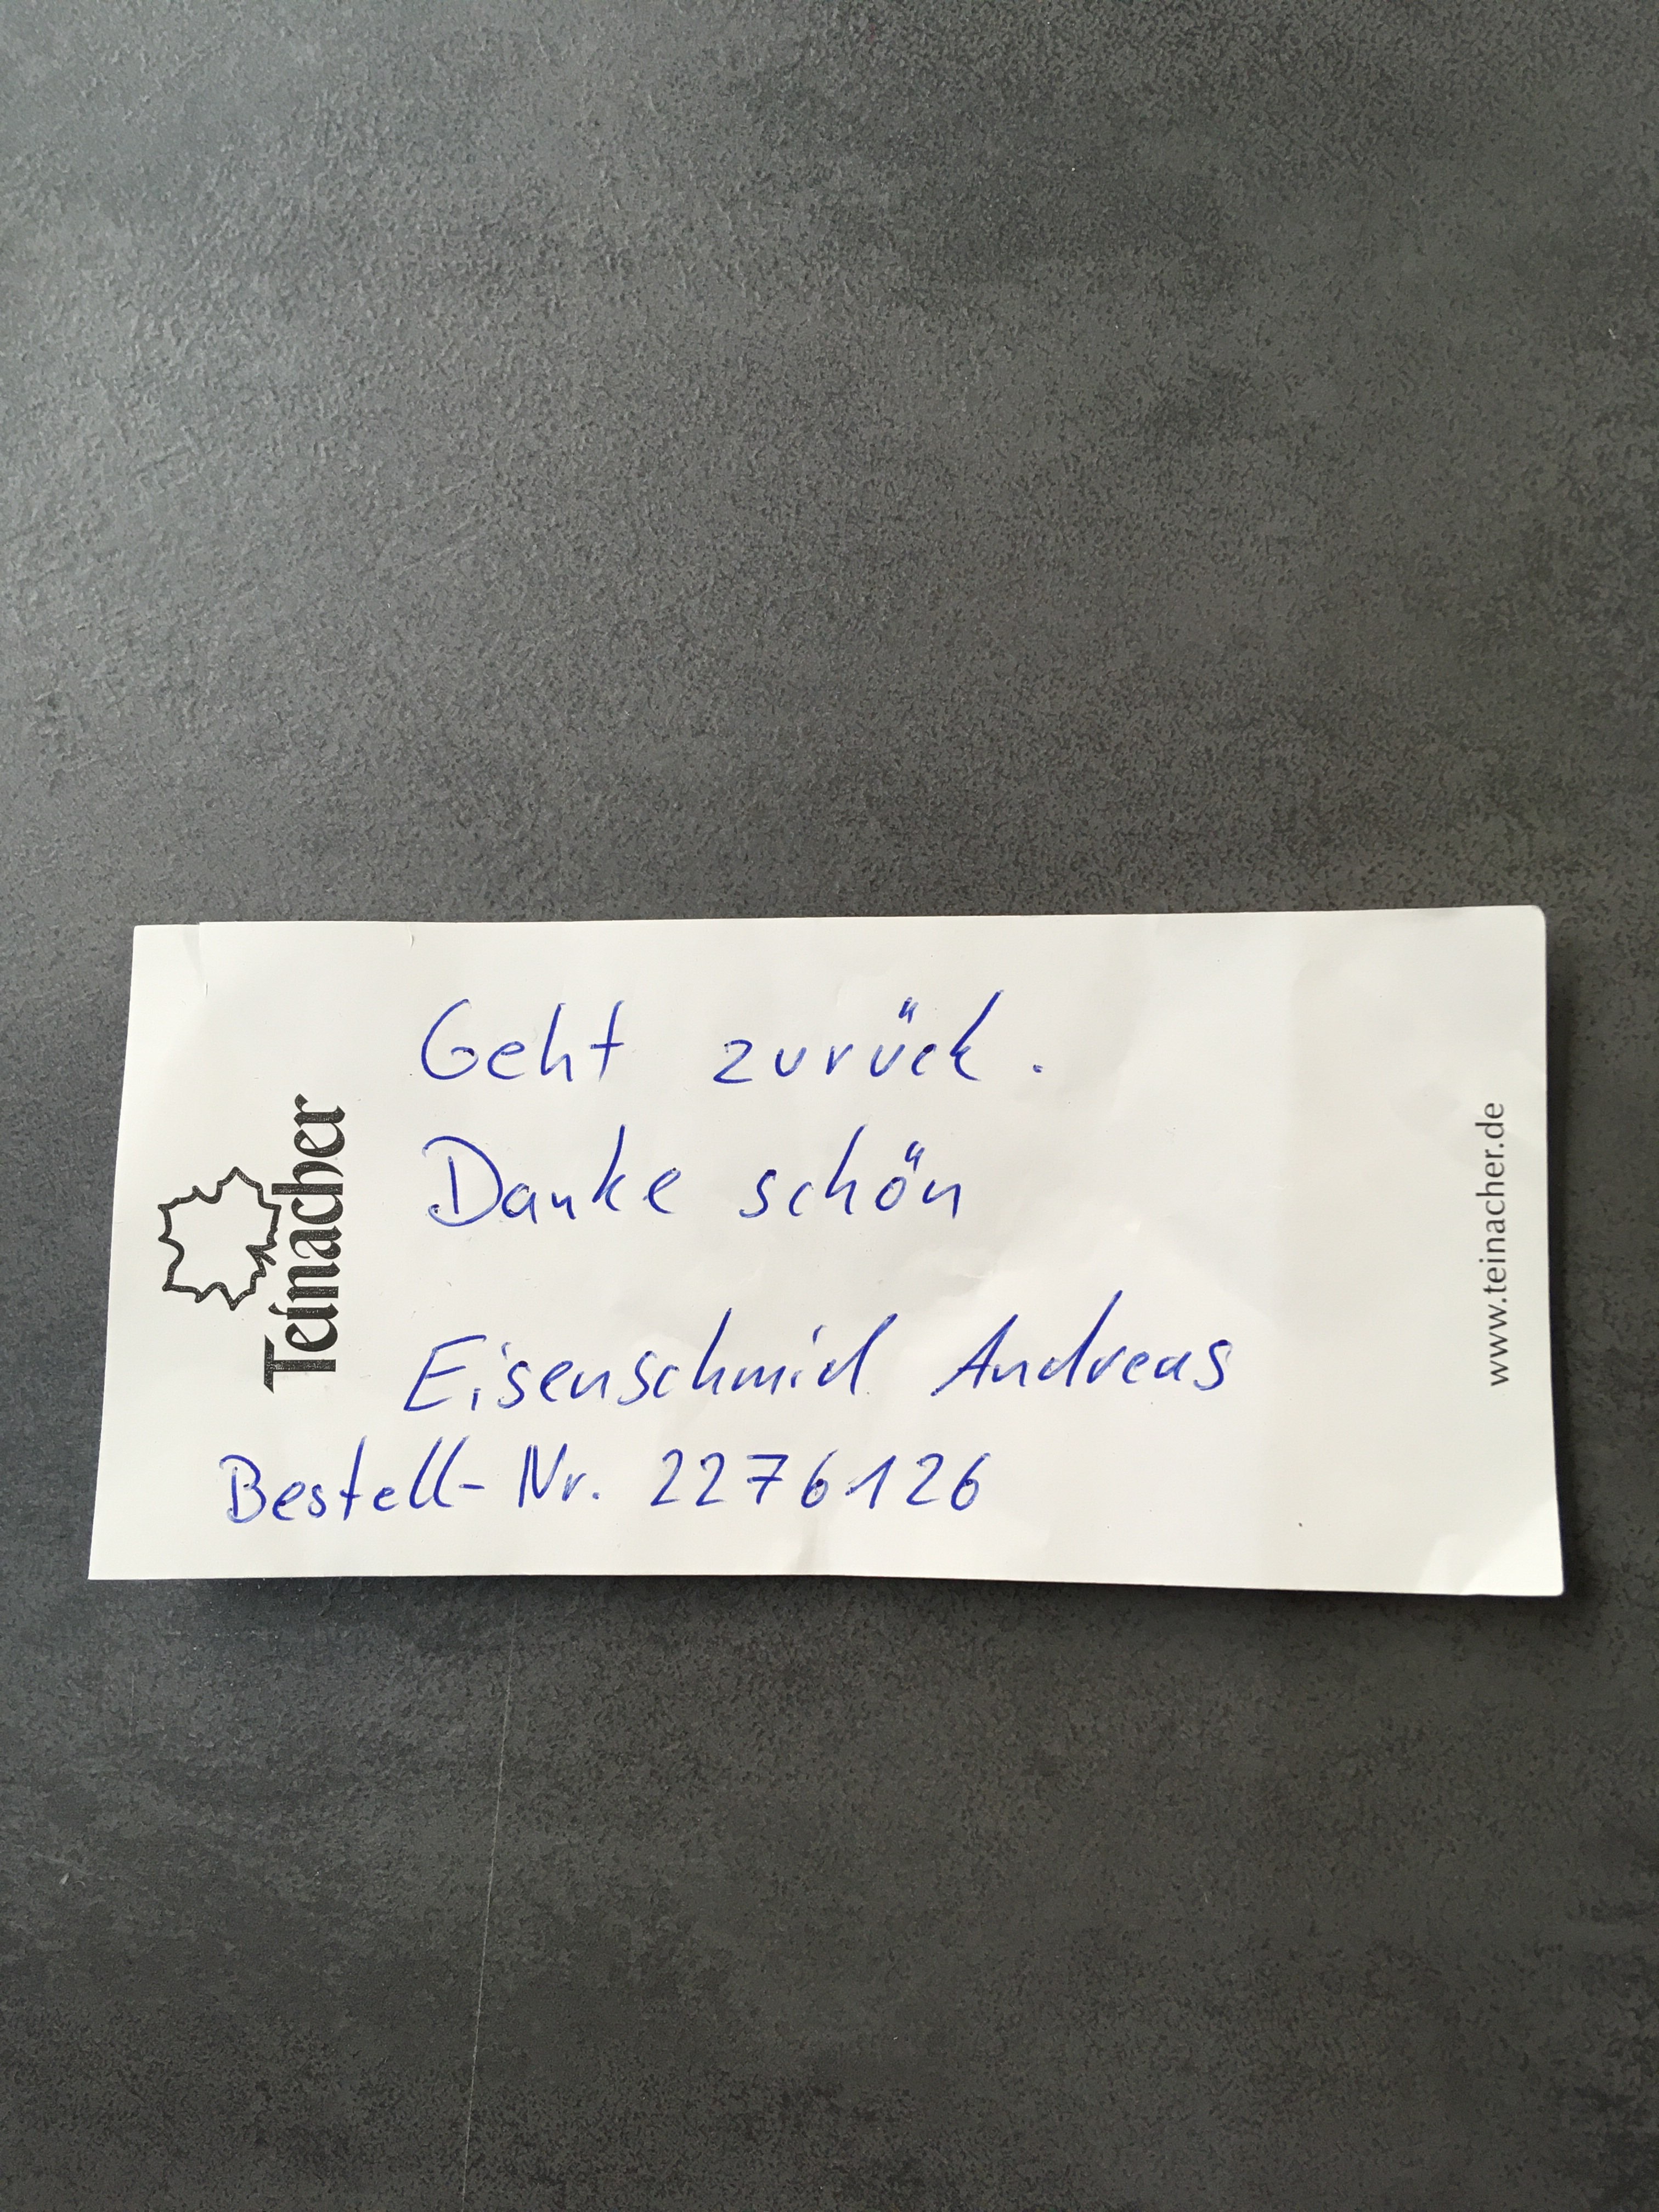 Geht zurück.
Danke schön
Eisenschmid Andreas
Bestell-Nr. 2276126
Teinacher
www.teinacher.de